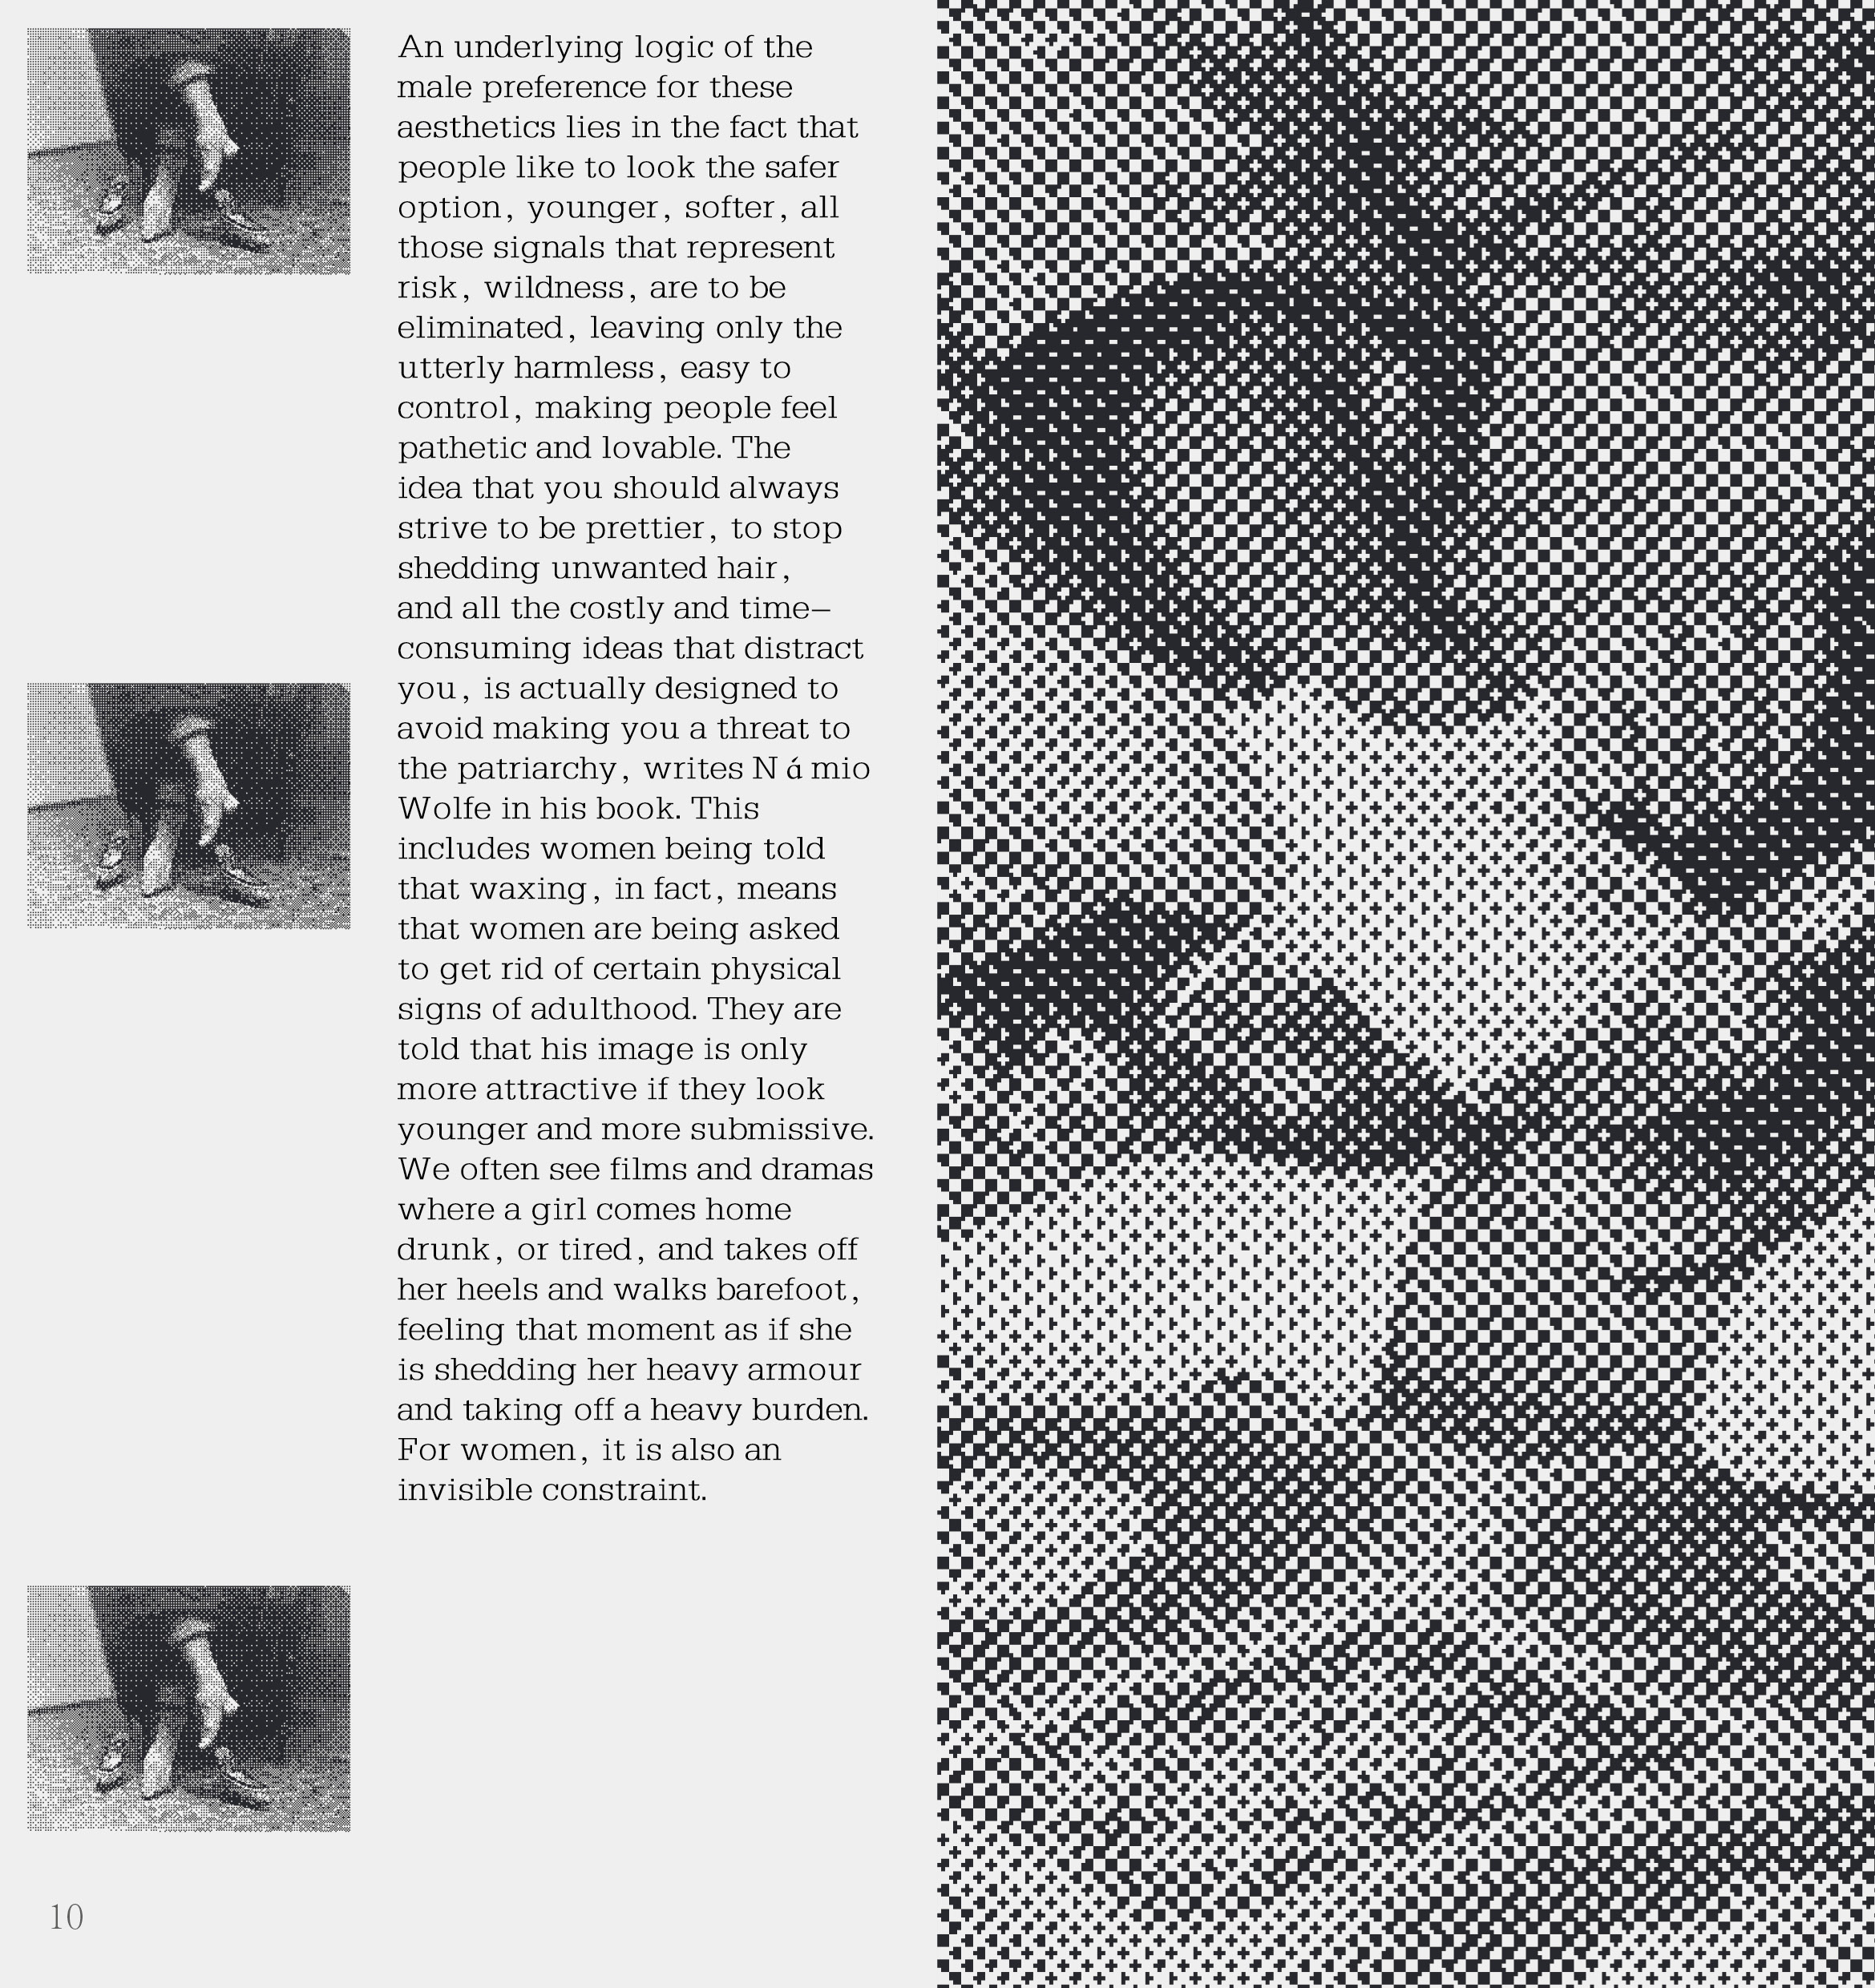 An underlying logic of the
male preference for these
aesthetics lies in the fact that
people like to look the safer
option, younger, softer, all
those signals that represent
risk, wildness, are to be
eliminated, leaving only the
utterly harmless, easy to
control, making people feel
pathetic and lovable. The
idea that you should always
strive to be prettier, to stop
shedding unwanted hair,
and all the costly and time–
consuming ideas that distract
you, is actually designed to
avoid making you a threat to
the patriarchy, writes N á mio
Wolfe in his book. This
includes women being told
that waxing, in fact, means
that women are being asked
to get rid of certain physical
signs of adulthood. They are
told that his image is only
more attractive if they look
younger and more submissive.
We often see films and dramas
where a girl comes home
drunk, or tired, and takes off
her heels and walks barefoot,
feeling that moment as if she
is shedding her heavy armour
and taking off a heavy burden.
For women, it is also an
invisible constraint.
10